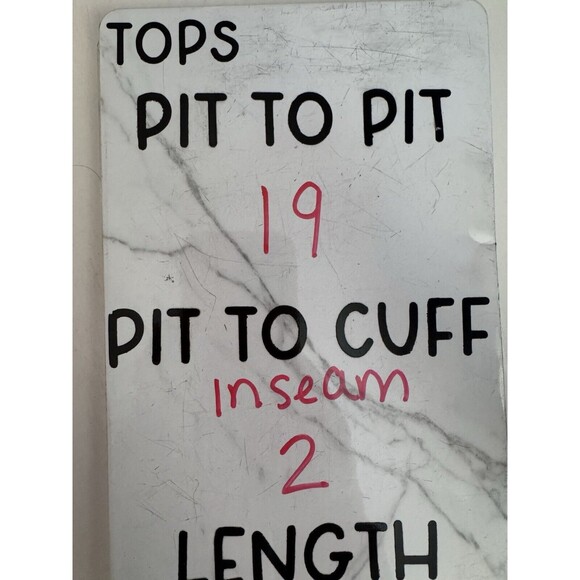 TOPS
PIT TO PIT
19
PIT TO CUFF
Inseam
2
LENGTH